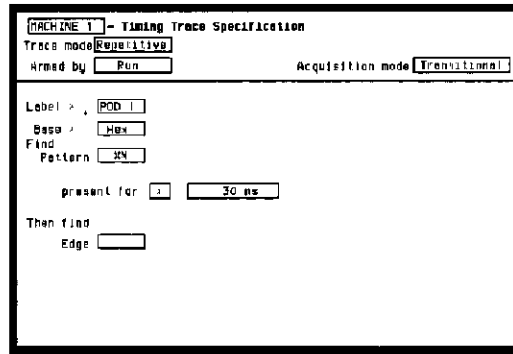 MACHINE 1 - Timing Trace Specification
Trace mode Repetitive
Armed by Run Acquisition mode Transitional
Label > POD 1
Base > Hex
Find
Pattern XX
present for > 30 ns
Then find
Edge